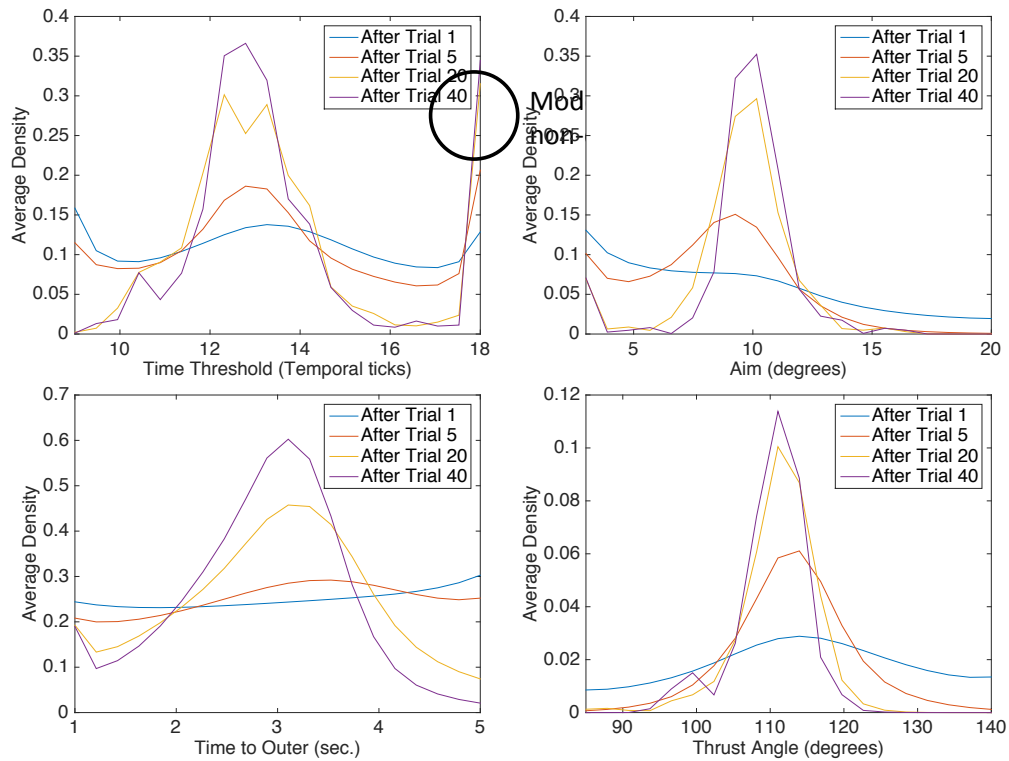 0.4
0.35
0.3
0.25
0.2
0.15
0.1
0.05
0
Average Density
10
12
14
16
18
Time Threshold (Temporal ticks)
After Trial 1
After Trial 5
After Trial 20
After Trial 40
Mod
non-
0.4
0.35
0.3
0.25
0.2
0.15
0.1
0.05
0
Average Density
5
10
15
20
Aim (degrees)
After Trial 1
After Trial 5
After Trial 20
After Trial 40
0.7
0.6
0.5
0.4
0.3
0.2
0.1
0
Average Density
1
2
3
4
5
Time to Outer (sec.)
After Trial 1
After Trial 5
After Trial 20
After Trial 40
0.12
0.1
0.08
0.06
0.04
0.02
0
Average Density
90
100
110
120
130
140
Thrust Angle (degrees)
After Trial 1
After Trial 5
After Trial 20
After Trial 40